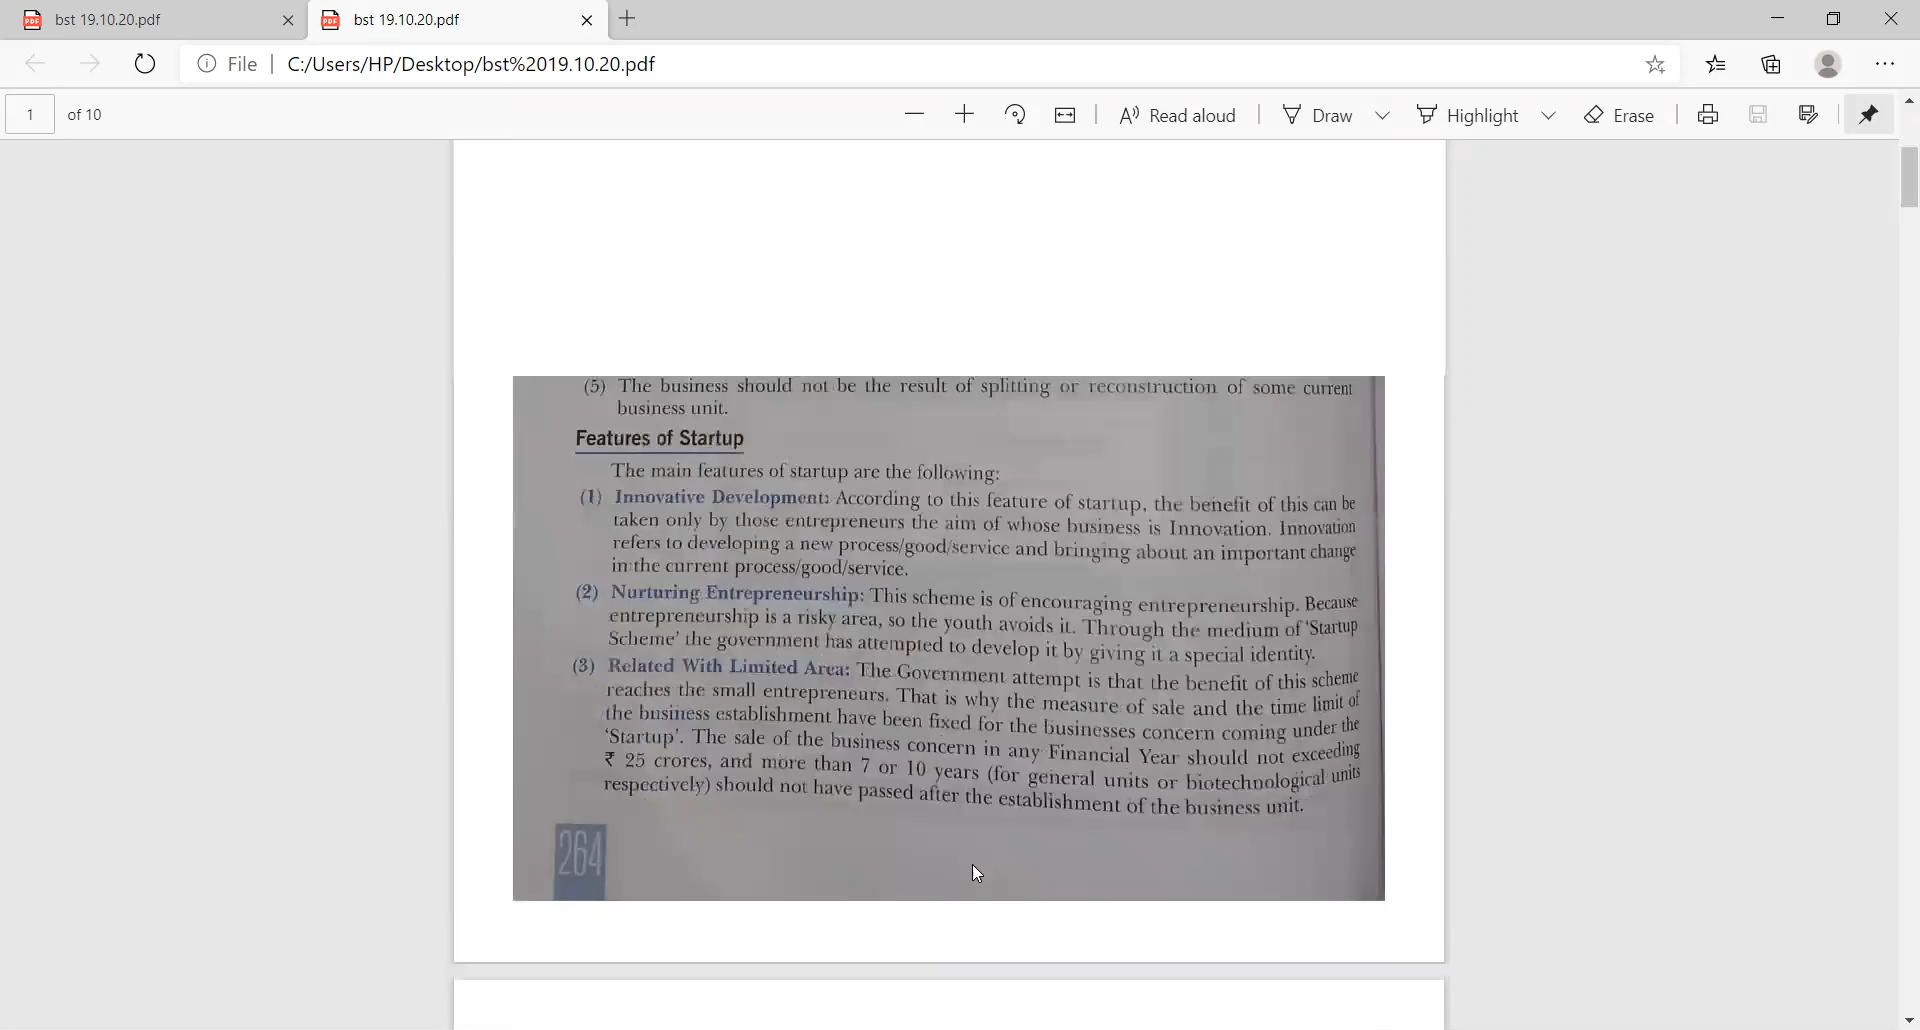 bst 19.10.20.pdf
bst 19.10.20.pdf
File
C:/Users/HP/Desktop/bst%2019.10.20.pdf
1 of 10
Read aloud
Draw
Highlight
Erase
(5) The business should not be the result of splitting or reconstruction of some current
business unit.
Features of Startup
The main features of startup are the following:
(1) Innovative Development: According to this feature of startup, the benefit of this can be
taken only by those entrepreneurs the aim of whose business is Innovation. Innovation
refers to developing a new process/good/service and bringing about an important change
in the current process/good/service.
(2) Nurturing Entrepreneurship: This scheme is of encouraging entrepreneurship. Because
entrepreneurship is a risky area, so the youth avoids it. Through the medium of 'Startup
Scheme' the government has attempted to develop it by giving it a special identity.
(3) Related With Limited Area: The Government attempt is that the benefit of this scheme
reaches the small entrepreneurs. That is why the measure of sale and the time limit of
the business establishment have been fixed for the businesses concern coming under the
'Startup'. The sale of the business concern in any Financial Year should not exceeding
₹ 25 crores, and more than 7 or 10 years (for general units or biotechnological units
respectively) should not have passed after the establishment of the business unit.
264